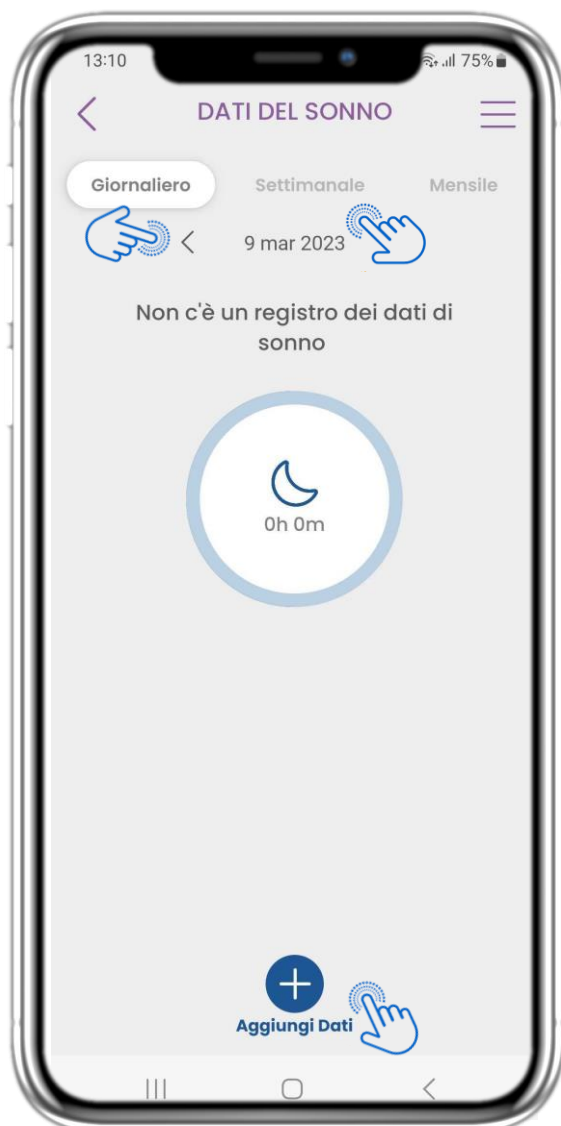 13:10 75%
DATI DEL SONNO
Giornaliero Settimanale Mensile
9 mar 2023
Non c'è un registro dei dati di
sonno
0h 0m
Aggiungi Dati